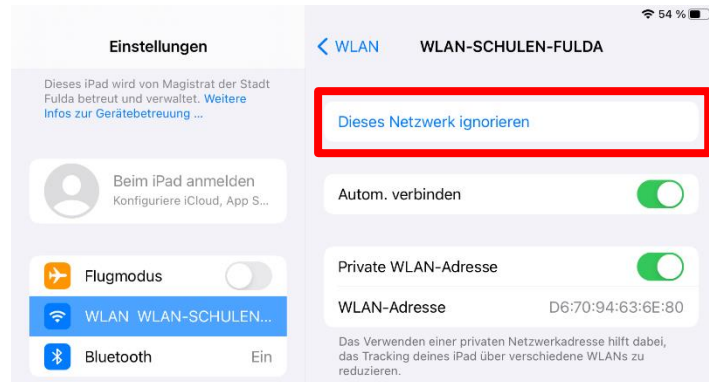 54 %
Einstellungen
Dieses iPad wird von Magistrat der Stadt
Fulda betreut und verwaltet. Weitere
Infos zur Gerätebetreuung ...
Beim iPad anmelden
Konfiguriere iCloud, App S...
Flugmodus
WLAN WLAN-SCHULEN...
Bluetooth Ein
WLAN WLAN-SCHULEN-FULDA
Dieses Netzwerk ignorieren
Autom. verbinden
Private WLAN-Adresse
WLAN-Adresse D6:70:94:63:6E:80
Das Verwenden einer privaten Netzwerkadresse hilft dabei,
das Tracking deines iPad über verschiedene WLANs zu
reduzieren.